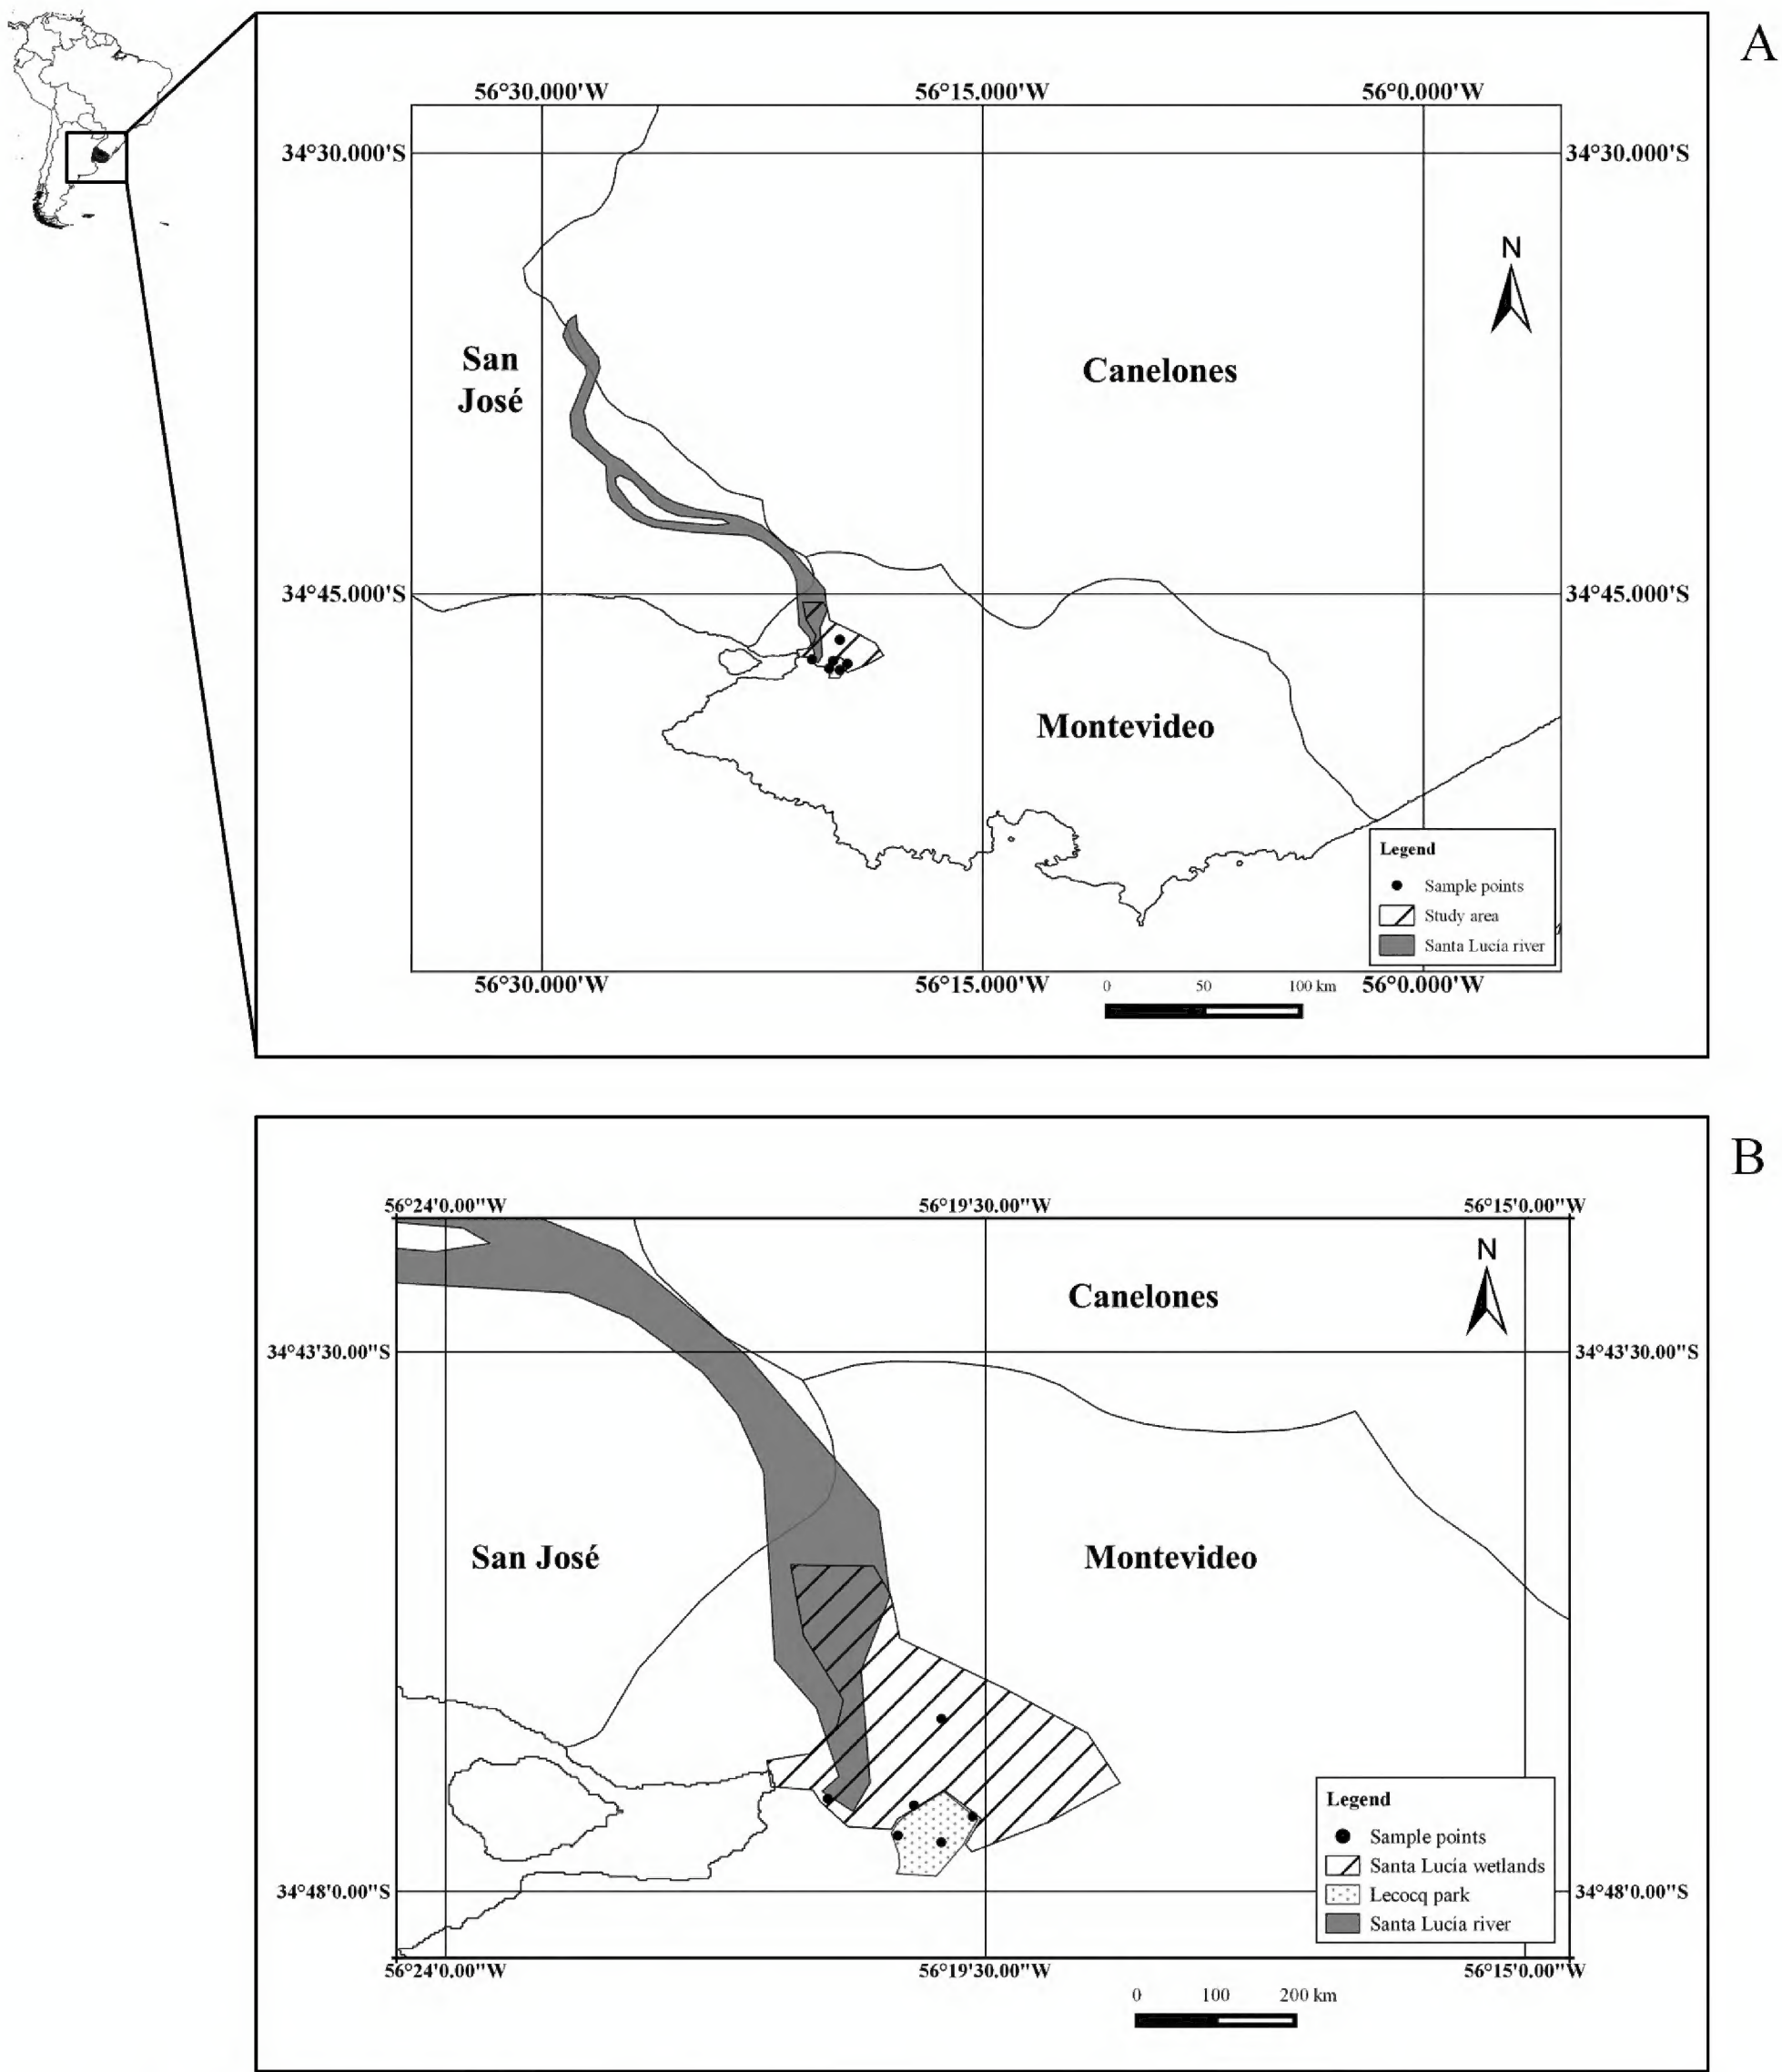 A
56°30.000'W 56°15.000'W 56°0.000'W
34°30.000'S 34°30.000'S
N
San
José
Canelones
34°45.000'S 34°45.000'S
Montevideo
Legend
Sample points
Study area
Santa Lucía river
56°30.000'W 56°15.000'W 56°0.000'W
0 50 100 km
B
56°24'0.00"W 56°19'30.00"W 56°15'0.00"W
N
Canelones
34°43'30.00"S 34°43'30.00"S
San José
Montevideo
Legend
Sample points
Santa Lucía wetlands
Lecocq park
Santa Lucía river
34°48'0.00"S 34°48'0.00"S
56°24'0.00"W 56°19'30.00"W 56°15'0.00"W
0 100 200 km